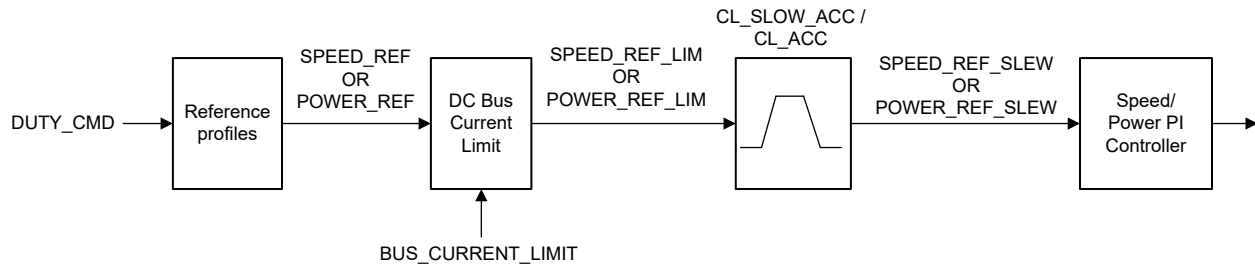 DUTY_CMD
Reference
profiles
SPEED_REF
OR
POWER_REF
DC Bus
Current
Limit
BUS_CURRENT_LIMIT
SPEED_REF_LIM
OR
POWER_REF_LIM
CL_SLOW_ACC /
CL_ACC
SPEED_REF_SLEW
OR
POWER_REF_SLEW
Speed/
Power PI
Controller